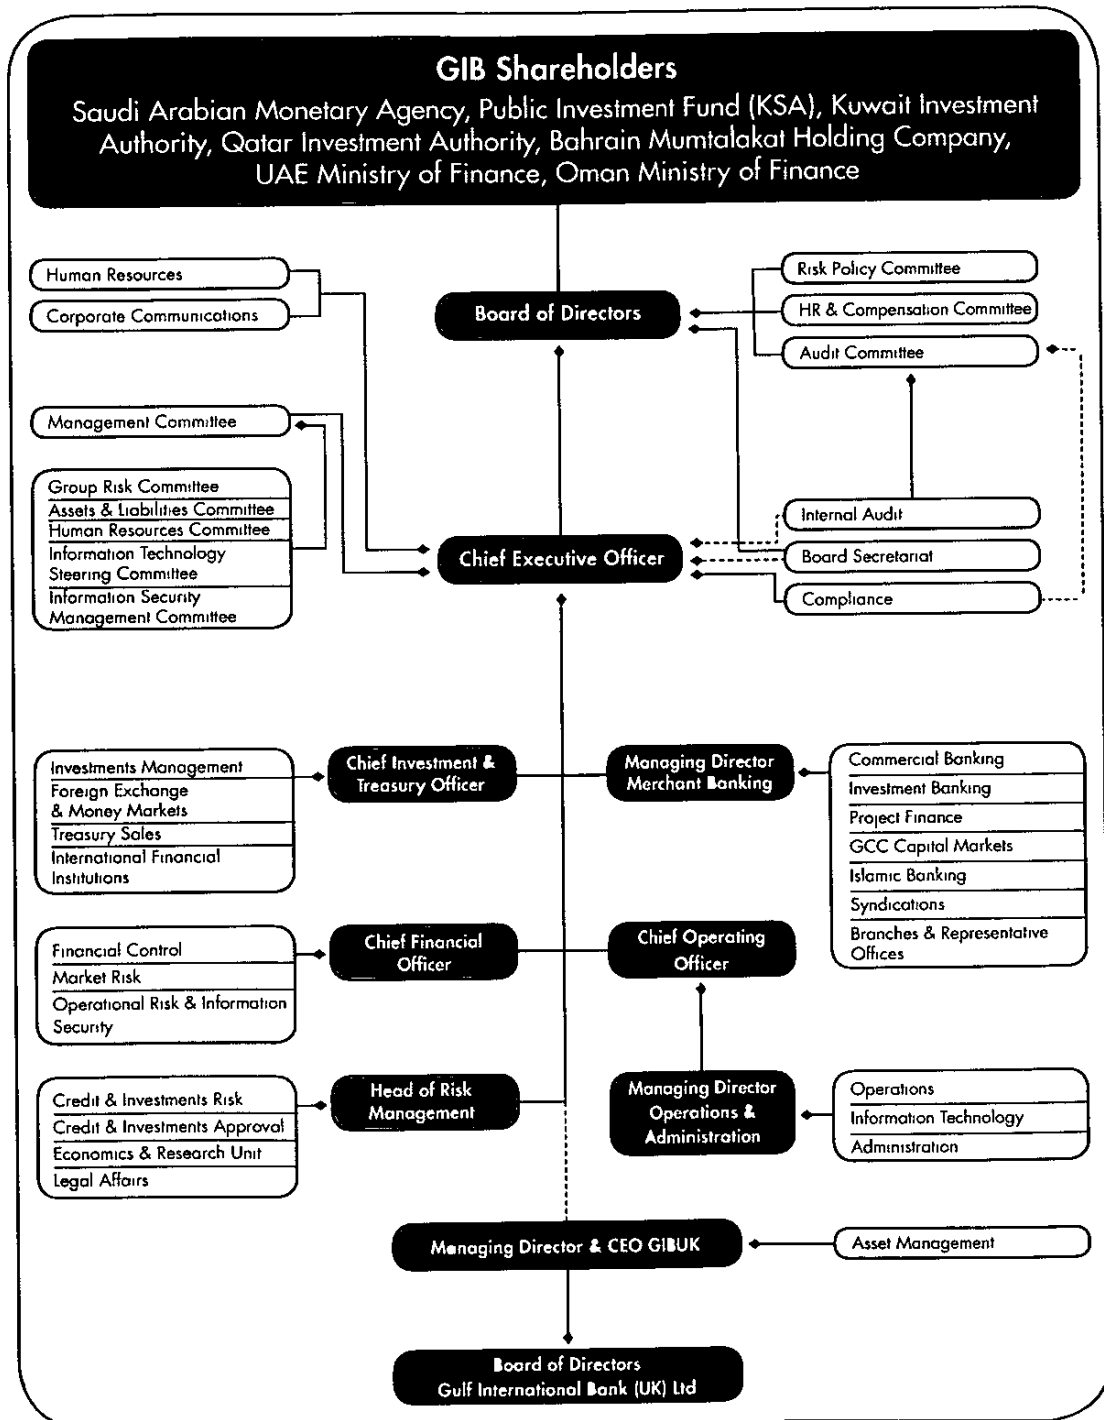 GIB Shareholders
Saudi Arabian Monetary Agency, Public Investment Fund (KSA), Kuwait Investment
Authority, Qatar Investment Authority, Bahrain Mumtalakat Holding Company,
UAE Ministry of Finance, Oman Ministry of Finance
Human Resources
Corporate Communications
Board of Directors
Risk Policy Committee
HR & Compensation Committee
Audit Committee
Management Committee
Group Risk Committee
Assets & Liabilities Committee
Human Resources Committee
Information Technology
Steering Committee
Information Security
Management Committee
Chief Executive Officer
Internal Audit
Board Secretariat
Compliance
Investments Management
Foreign Exchange
& Money Markets
Treasury Sales
International Financial
Institutions
Chief Investment &
Treasury Officer
Managing Director
Merchant Banking
Commercial Banking
Investment Banking
Project Finance
GCC Capital Markets
Islamic Banking
Syndications
Branches & Representative
Offices
Financial Control
Market Risk
Operational Risk & Information
Security
Chief Financial
Officer
Chief Operating
Officer
Credit & Investments Risk
Credit & Investments Approval
Economics & Research Unit
Legal Affairs
Head of Risk
Management
Managing Director
Operations &
Administration
Operations
Information Technology
Administration
Managing Director & CEO GIBUK
Asset Management
Board of Directors
Gulf International Bank (UK) Ltd